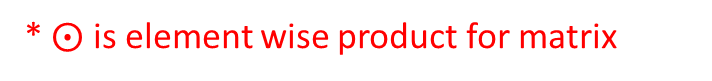 * ⊙ is element wise product for matrix